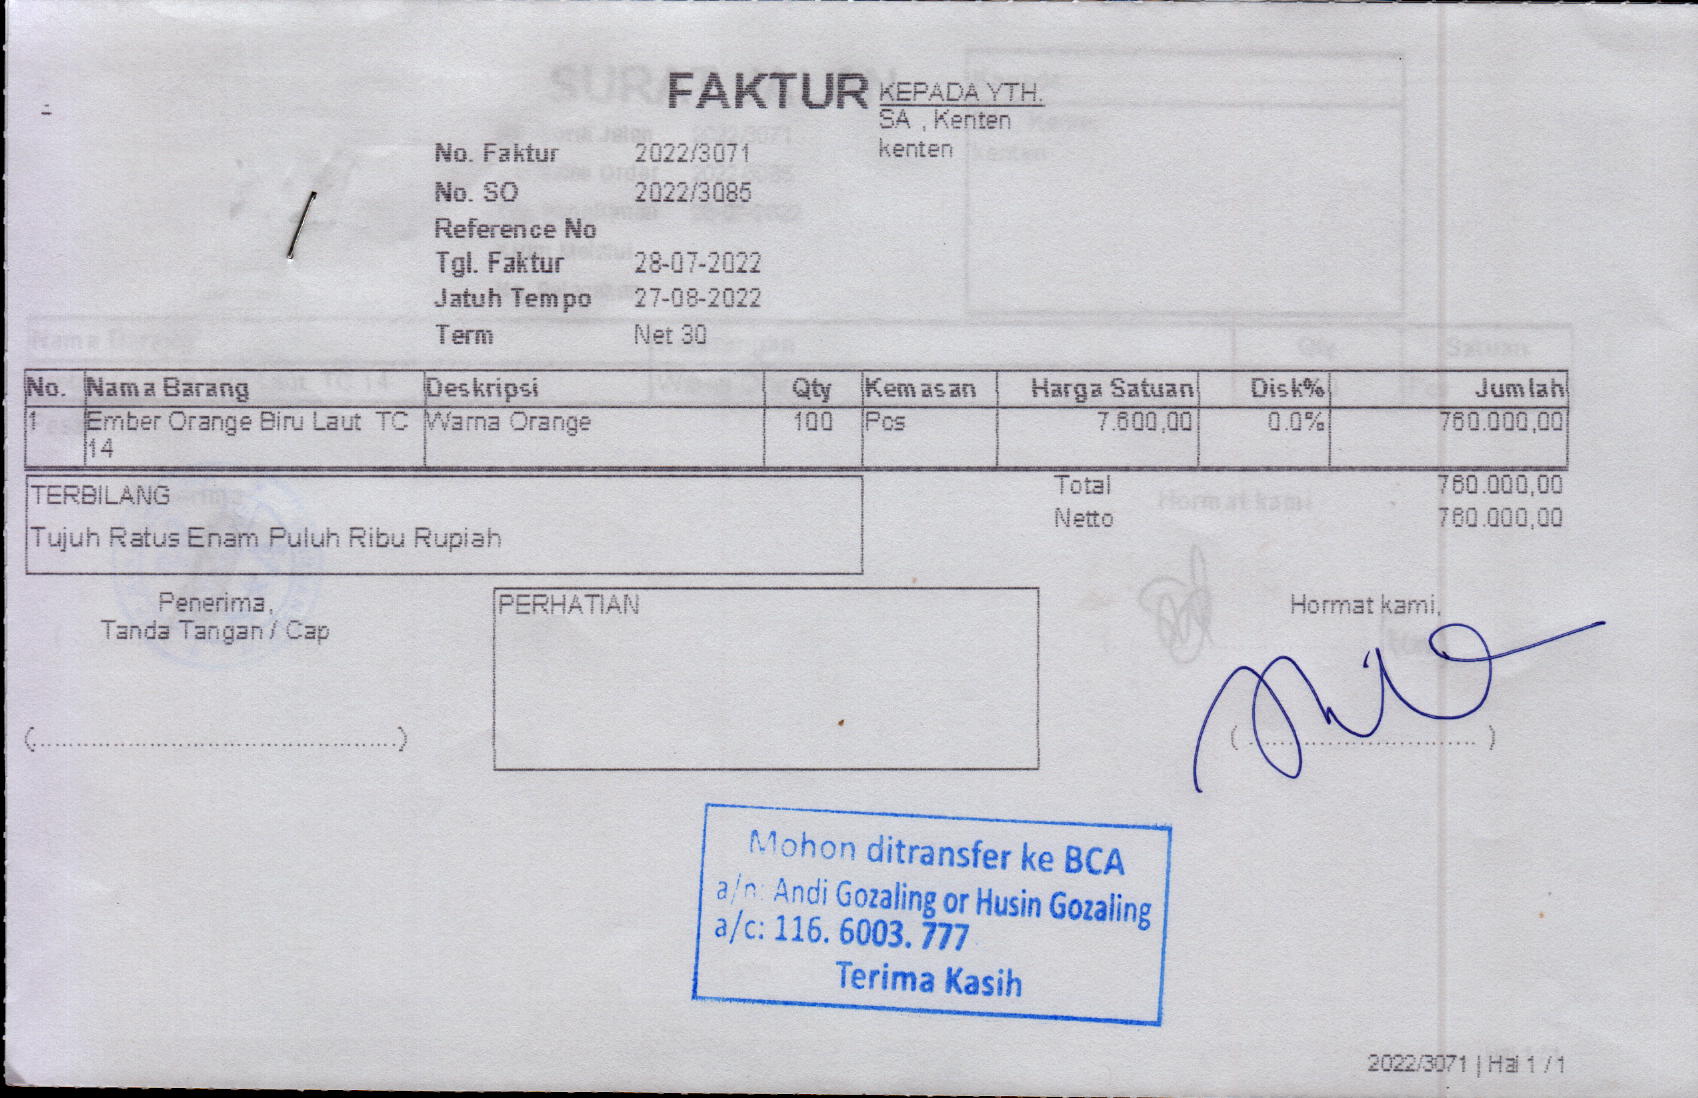 FAKTUR
KEPADA YTH.
SA , Kenten
kenten
No. Faktur 2022/3071
No. SO 2022/3085
Reference No
Tgl. Faktur 28-07-2022
Jatuh Tempo 27-08-2022
Term Net 30
No. Nama Barang Deskripsi Qty Kemasan Harga Satuan Disk% Jumlah
1 Ember Orange Biru Laut TC Warna Orange 100 Pcs 7.600,00 0.0% 760.000,00
14
Total 760.000,00
Netto 760.000,00
TERBILANG
Tujuh Ratus Enam Puluh Ribu Rupiah
Penerima,
Tanda Tangan / Cap
PERHATIAN
Hormat kami,
Mohon ditransfer ke BCA
a/n: Andi Gozaling or Husin Gozaling
a/c: 116. 6003. 777
Terima Kasih
2022/3071 | Hal 1 / 1